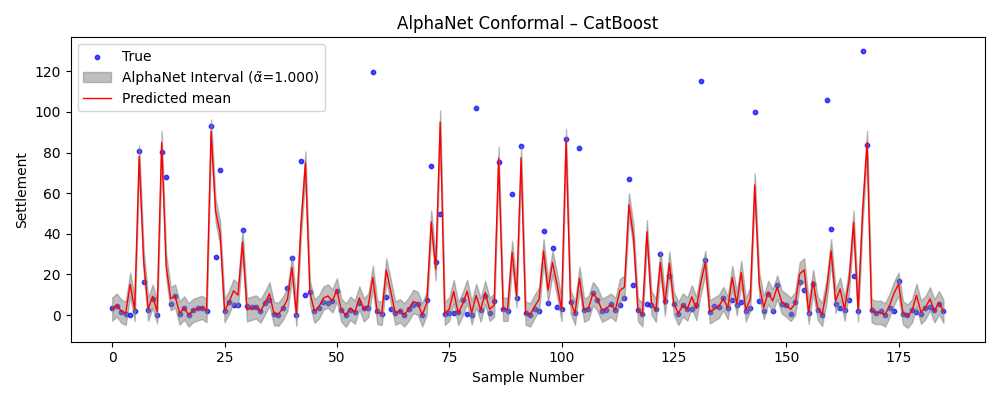 AlphaNet Conformal – CatBoost
True
AlphaNet Interval (α̃=1.000)
Predicted mean
Settlement
120
100
80
60
40
20
0
0
25
50
75
100
125
150
175
Sample Number